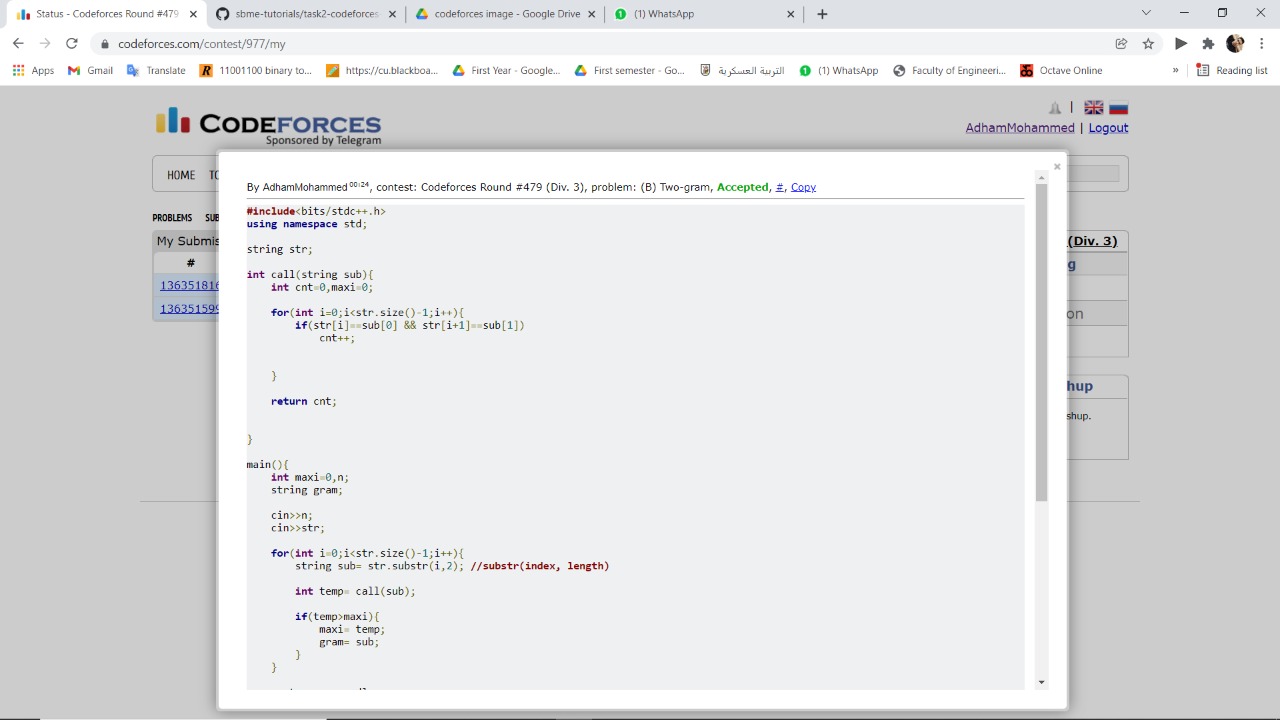 Status - Codeforces Round #479
sbme-tutorials/task2-codeforces-
codeforces image - Google Drive
(1) WhatsApp
codeforces.com/contest/977/my
Apps
Gmail
Translate
11001100 binary to...
https://cu.blackboa...
First Year - Google...
First semester - Go...
التربية العسكرية
(1) WhatsApp
Faculty of Engineeri...
Octave Online
»
Reading list
CODEFORCES
Sponsored by Telegram
AdhamMohammed | Logout
HOME
PROBLEMS
My Submis
#
13635181
13635159
(Div. 3)
g
on
hup
shup.
By AdhamMohammed 00:24, contest: Codeforces Round #479 (Div. 3), problem: (B) Two-gram, Accepted, #, Copy
#include<bits/stdc++.h>
using namespace std;
string str;
int call(string sub){
int cnt=0,maxi=0;
for(int i=0;i<str.size()-1;i++){
if(str[i]==sub[0] && str[i+1]==sub[1])
cnt++;
}
return cnt;
}
main(){
int maxi=0,n;
string gram;
cin>>n;
cin>>str;
for(int i=0;i<str.size()-1;i++){
string sub= str.substr(i,2); //substr(index, length)
int temp= call(sub);
if(temp>maxi){
maxi= temp;
gram= sub;
}
}